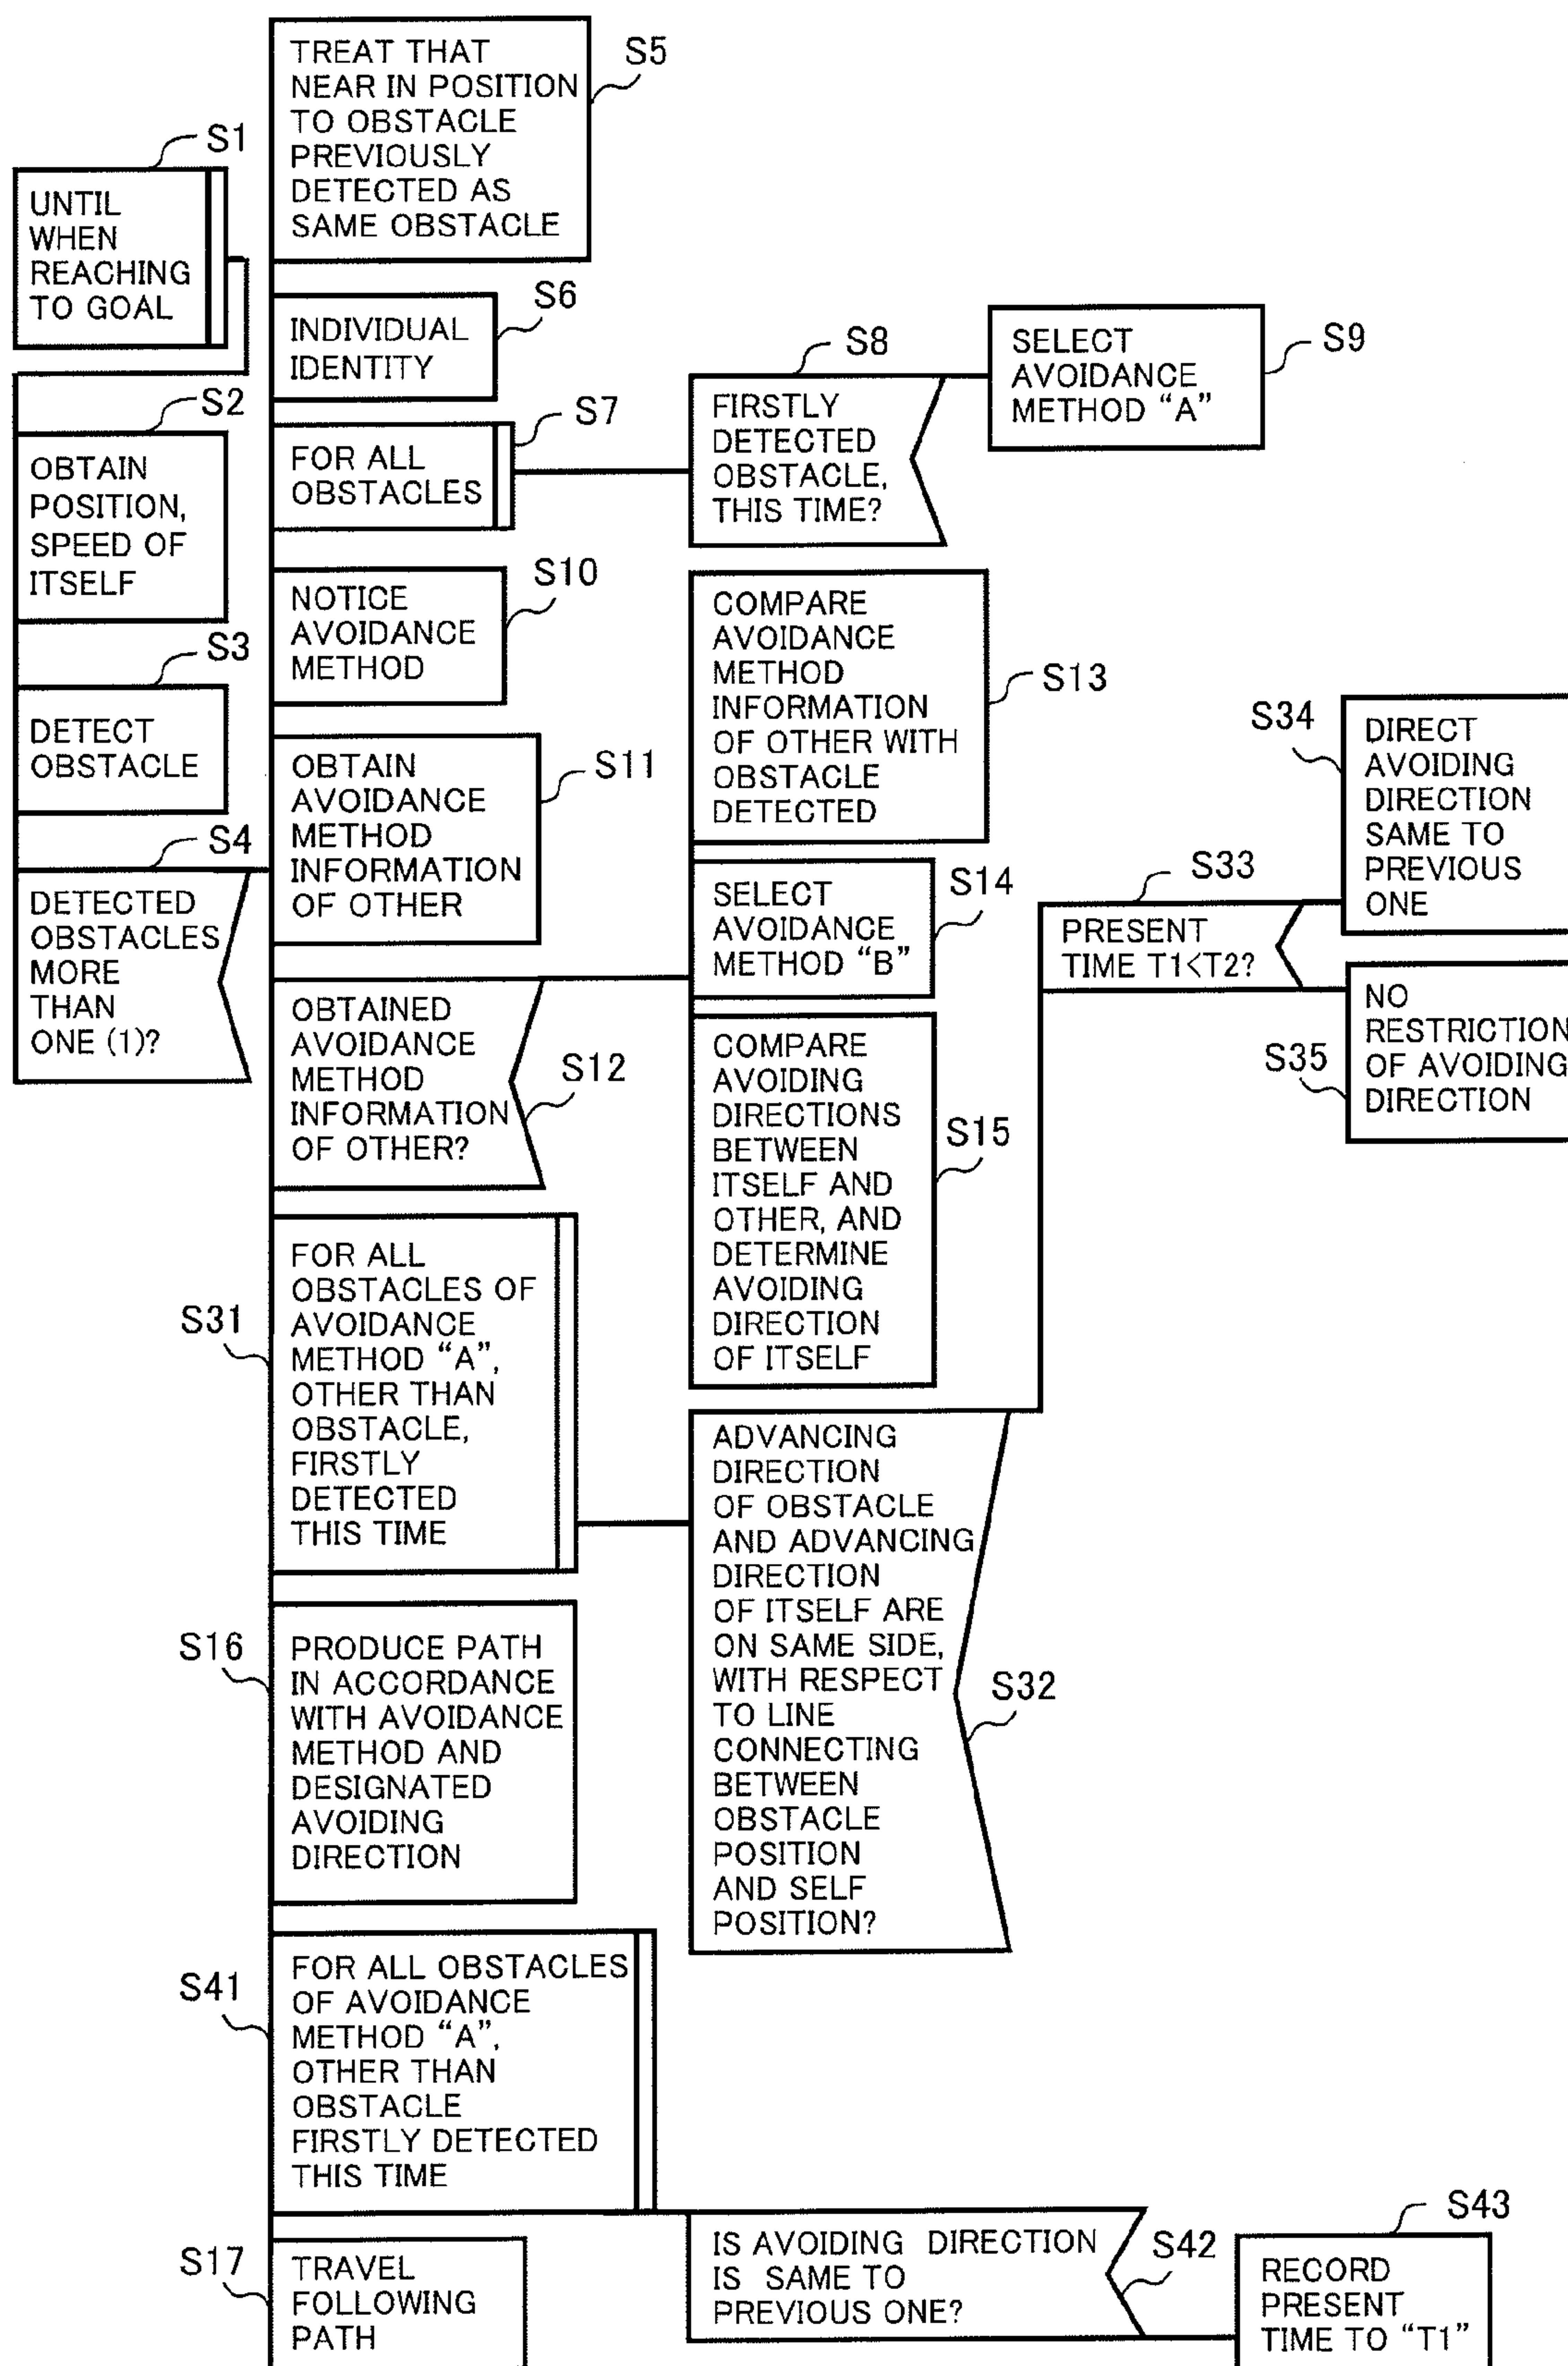 S1
UNTIL
WHEN
REACHING
TO GOAL
S2
OBTAIN
POSITION,
SPEED OF
ITSELF
S3
DETECT
OBSTACLE
S4
DETECTED
OBSTACLES
MORE
THAN
ONE (1)?
S5
TREAT THAT
NEAR IN POSITION
TO OBSTACLE
PREVIOUSLY
DETECTED AS
SAME OBSTACLE
S6
INDIVIDUAL
IDENTITY
S7
FOR ALL
OBSTACLES
S8
FIRSTLY
DETECTED
OBSTACLE,
THIS TIME?
S9
SELECT
AVOIDANCE
METHOD “A”
S10
NOTICE
AVOIDANCE
METHOD
S11
OBTAIN
AVOIDANCE
METHOD
INFORMATION
OF OTHER
S12
OBTAINED
AVOIDANCE
METHOD
INFORMATION
OF OTHER?
S13
COMPARE
AVOIDANCE
METHOD
INFORMATION
OF OTHER WITH
OBSTACLE
DETECTED
S14
SELECT
AVOIDANCE
METHOD “B”
S15
COMPARE
AVOIDING
DIRECTIONS
BETWEEN
ITSELF AND
OTHER, AND
DETERMINE
AVOIDING
DIRECTION
OF ITSELF
S31
FOR ALL
OBSTACLES OF
AVOIDANCE
METHOD “A”,
OTHER THAN
OBSTACLE,
FIRSTLY
DETECTED
THIS TIME
S32
ADVANCING
DIRECTION
OF OBSTACLE
AND ADVANCING
DIRECTION
OF ITSELF ARE
ON SAME SIDE,
WITH RESPECT
TO LINE
CONNECTING
BETWEEN
OBSTACLE
POSITION
AND SELF
POSITION?
S33
PRESENT
TIME T1<T2?
S34
DIRECT
AVOIDING
DIRECTION
SAME TO
PREVIOUS
ONE
S35
NO
RESTRICTION
OF AVOIDING
DIRECTION
S16
PRODUCE PATH
IN ACCORDANCE
WITH AVOIDANCE
METHOD AND
DESIGNATED
AVOIDING
DIRECTION
S41
FOR ALL OBSTACLES
OF AVOIDANCE
METHOD “A”,
OTHER THAN
OBSTACLE
FIRSTLY DETECTED
THIS TIME
S42
IS AVOIDING DIRECTION
IS SAME TO
PREVIOUS ONE?
S43
RECORD
PRESENT
TIME TO “T1”
S17
TRAVEL
FOLLOWING
PATH